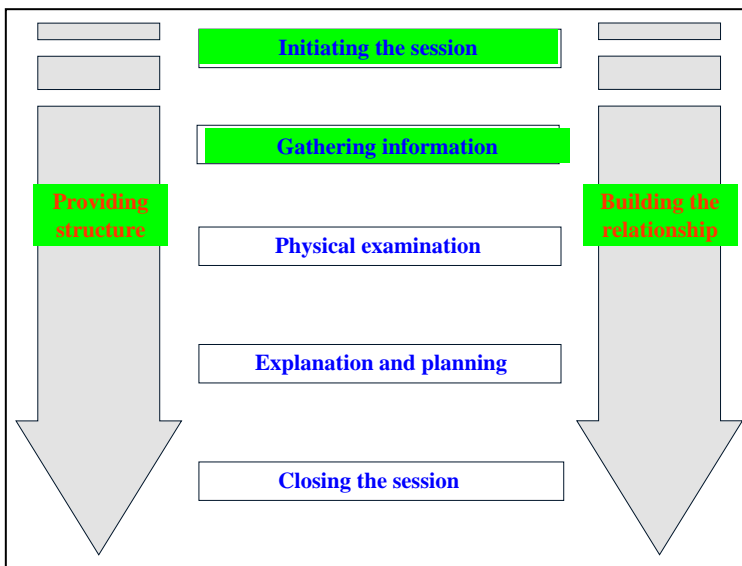 Initiating the session
Gathering information
Providing
structure
Building the
relationship
Physical examination
Explanation and planning
Closing the session